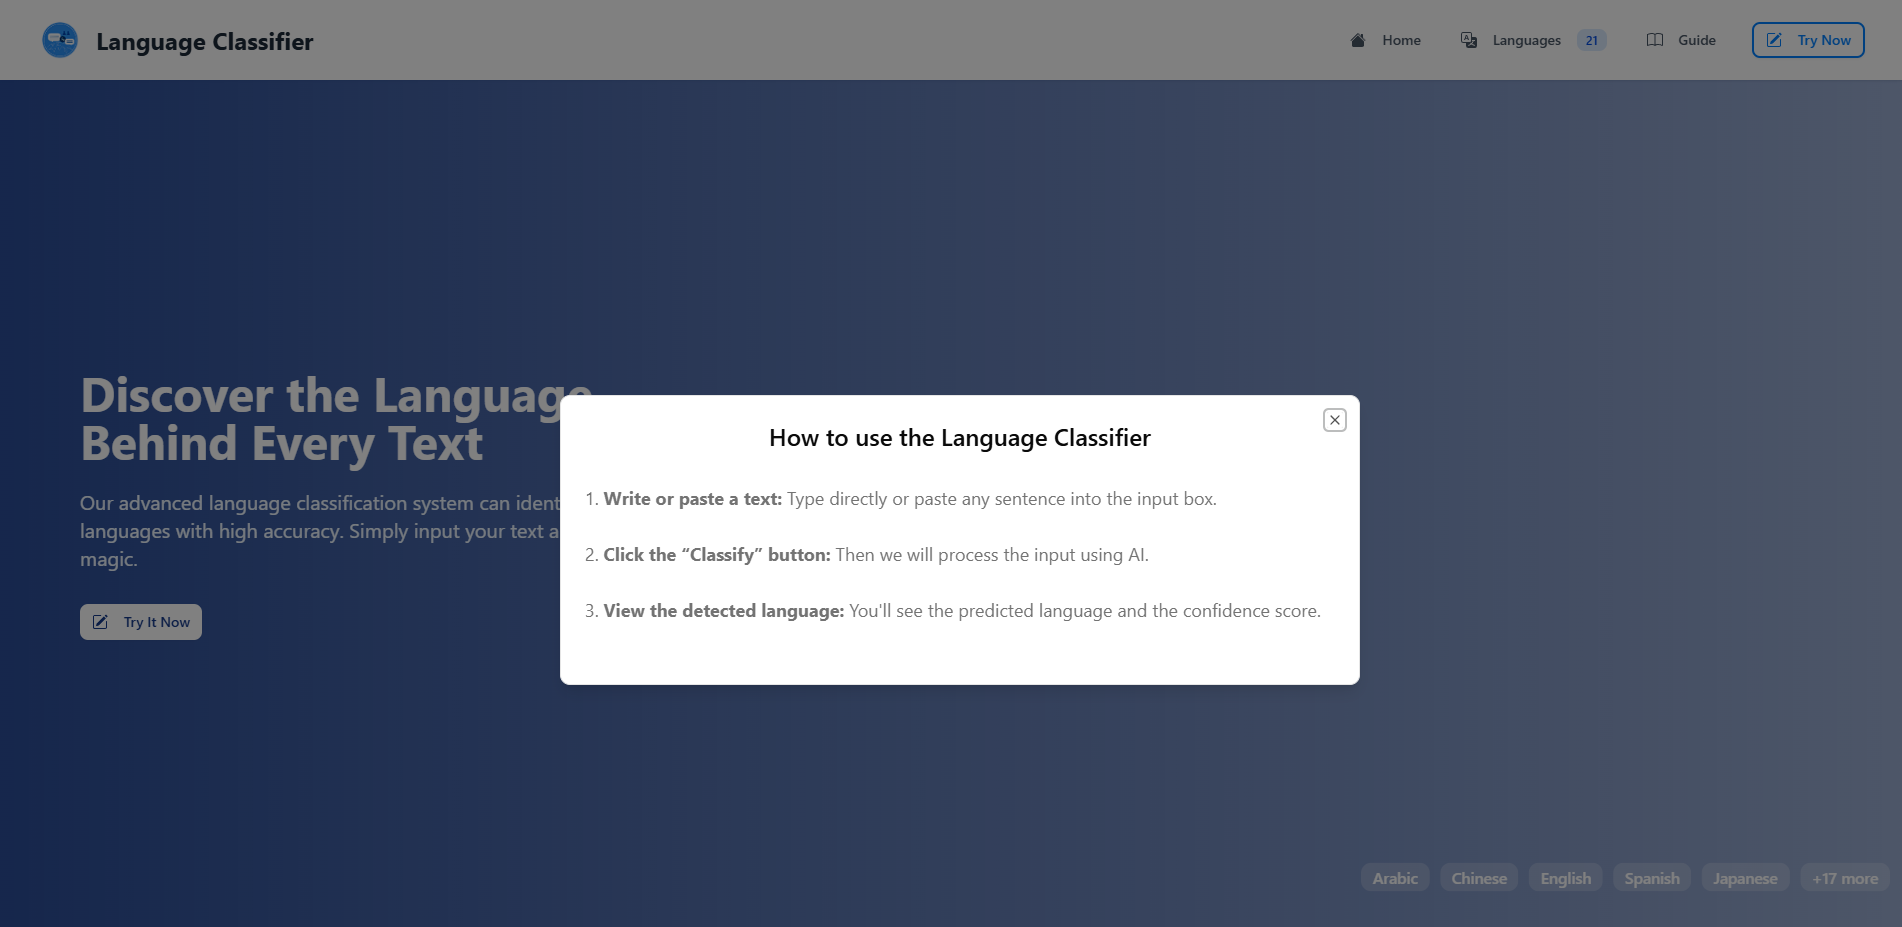 Language Classifier
Home
Languages
21
Guide
Try Now
Discover the Language
Behind Every Text
Our advanced language classification system can ident
languages with high accuracy. Simply input your text a
magic.
Try It Now
How to use the Language Classifier
1. Write or paste a text: Type directly or paste any sentence into the input box.
2. Click the “Classify” button: Then we will process the input using AI.
3. View the detected language: You'll see the predicted language and the confidence score.
Arabic
Chinese
English
Spanish
Japanese
+17 more